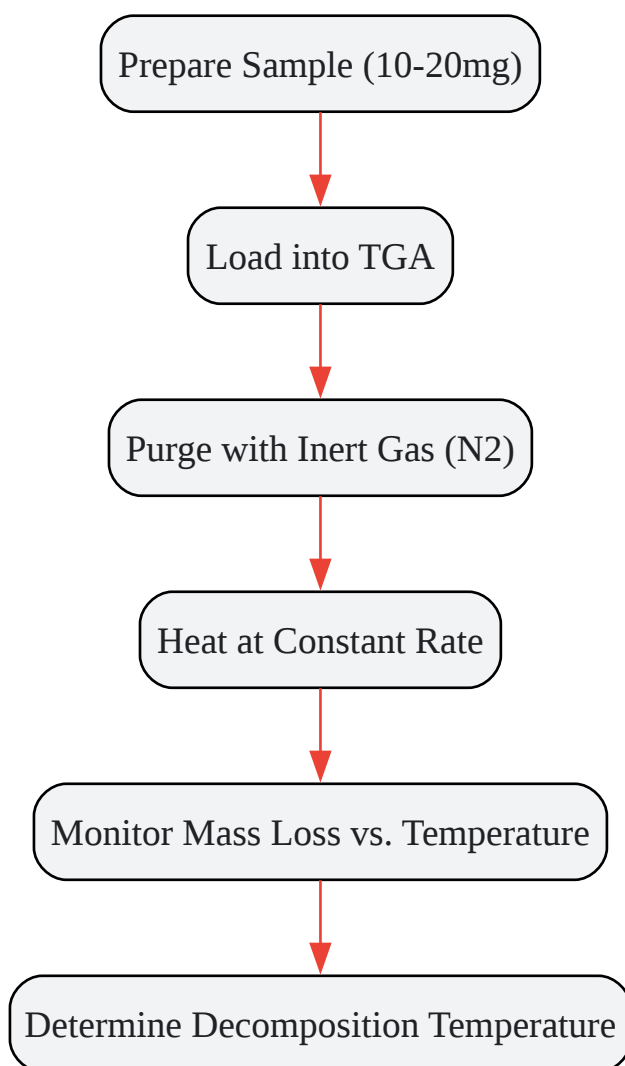 Prepare Sample (10-20mg)
Load into TGA
Purge with Inert Gas (N2)
Heat at Constant Rate
Monitor Mass Loss vs. Temperature
Determine Decomposition Temperature